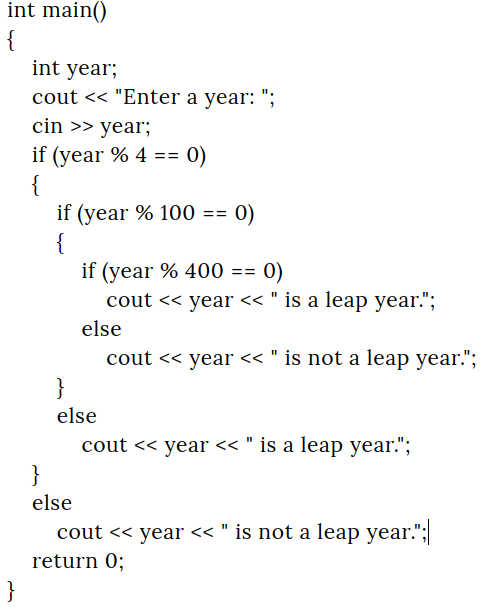 int main()
{
int year;
cout << "Enter a year: ";
cin >> year;
if (year % 4 == 0)
{
if (year % 100 == 0)
{
if (year % 400 == 0)
cout << year << " is a leap year.";
else
cout << year << " is not a leap year.";
}
else
cout << year << " is a leap year.";
}
else
cout << year << " is not a leap year.";
return 0;
}